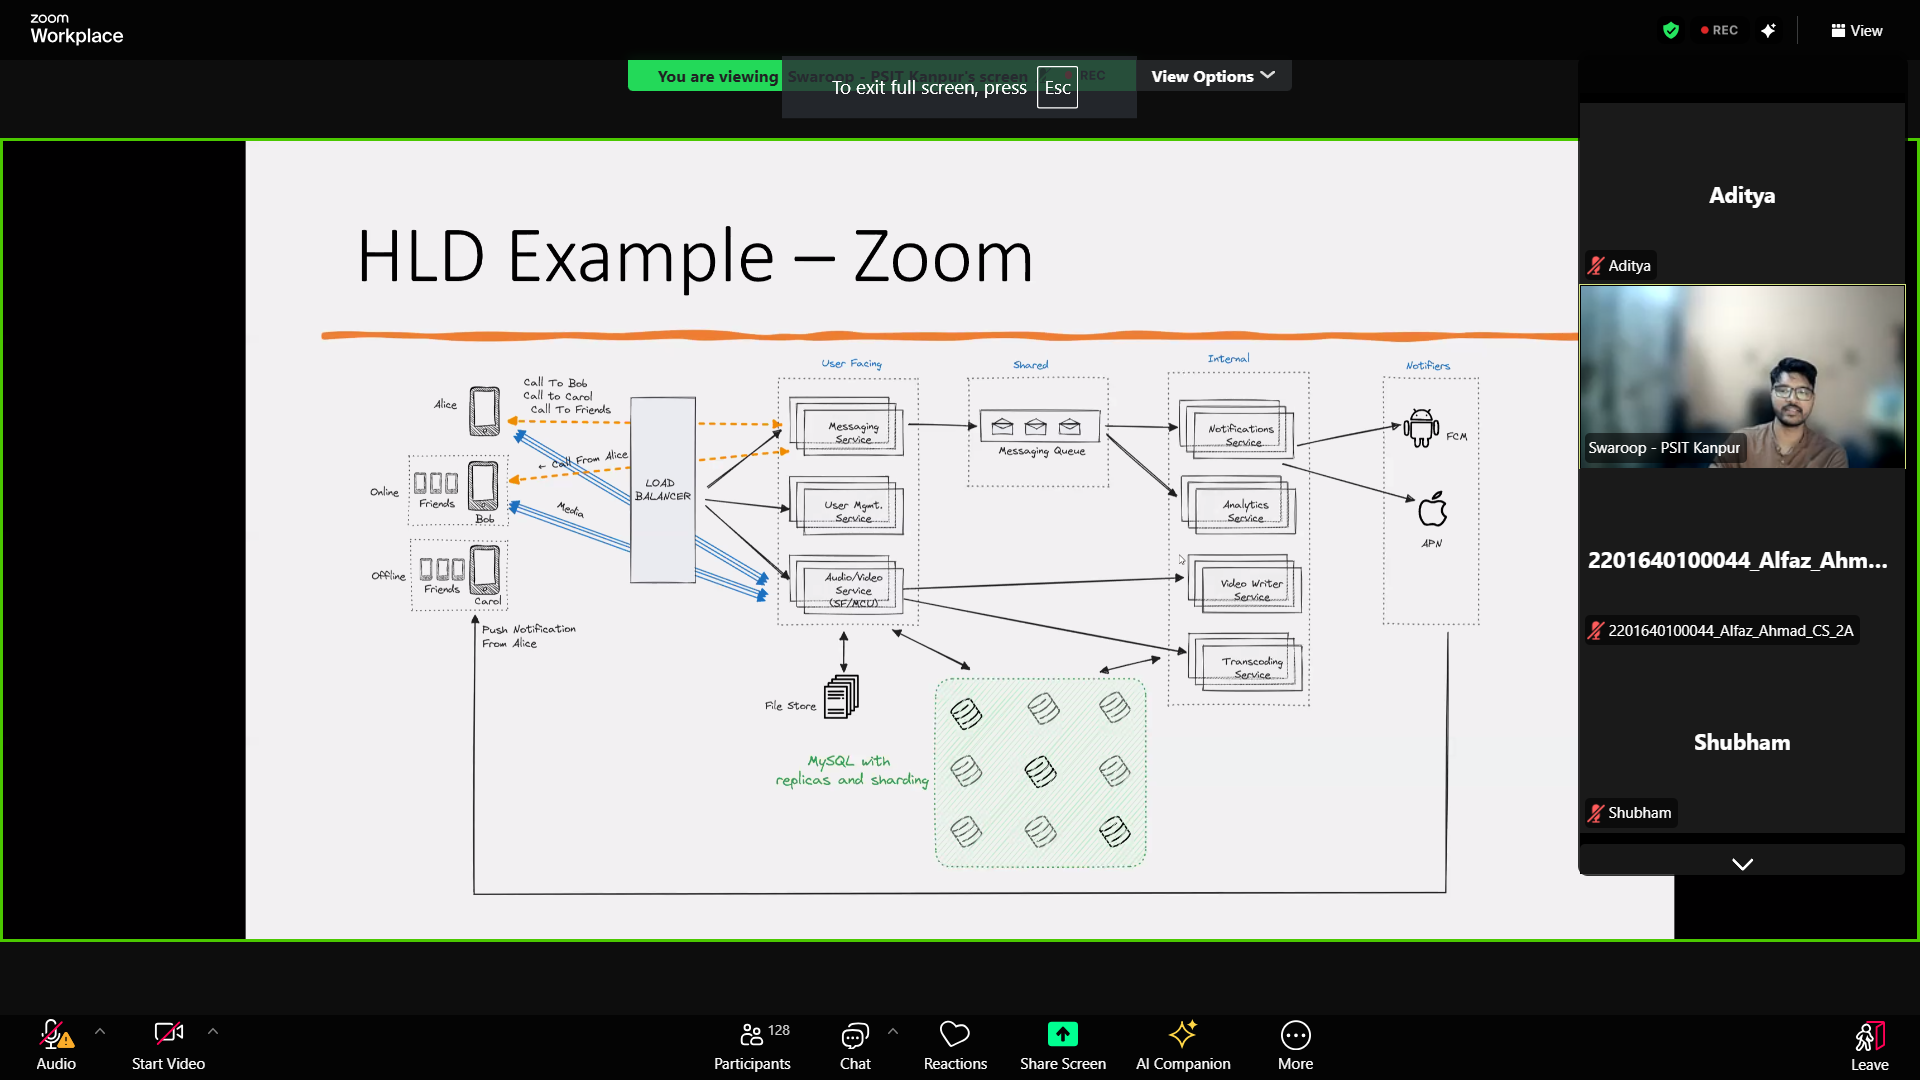 zoom
Workplace
REC
View
You are viewing Swaroop - PSIT Kanpur's screen
REC
To exit full screen, press Esc
View Options
HLD Example – Zoom
User Facing
Shared
Internal
Notifiers
Alice
Call To Bob
Call to Carol
Call To Friends
← Call From Alice
Online
Friends
Bob
Media
Offline
Friends
Carol
Push Notification
From Alice
LOAD
BALANCER
Messaging
Service
User Mgmt.
Service
Audio/Video
Service
(SF/MCU)
Messaging Queue
Notifications
Service
Analytics
Service
Video Writer
Service
Transcoding
Service
FCM
APN
File Store
MySQL with
replicas and sharding
Aditya
Aditya
Swaroop - PSIT Kanpur
2201640100044_Alfaz_Ahm...
2201640100044_Alfaz_Ahmad_CS_2A
Shubham
Shubham
Audio
Start Video
128
Participants
Chat
Reactions
Share Screen
AI Companion
More
Leave